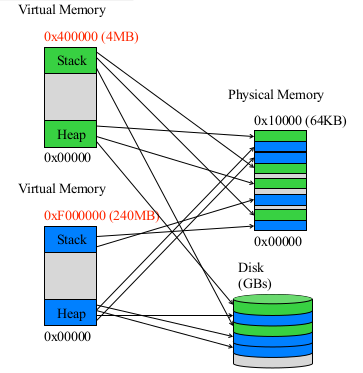 Virtual Memory
0x400000 (4MB)
Stack
Heap
0x00000
Virtual Memory
0xF000000 (240MB)
Stack
Heap
0x00000
Physical Memory
0x10000 (64KB)
0x00000
Disk
(GBs)